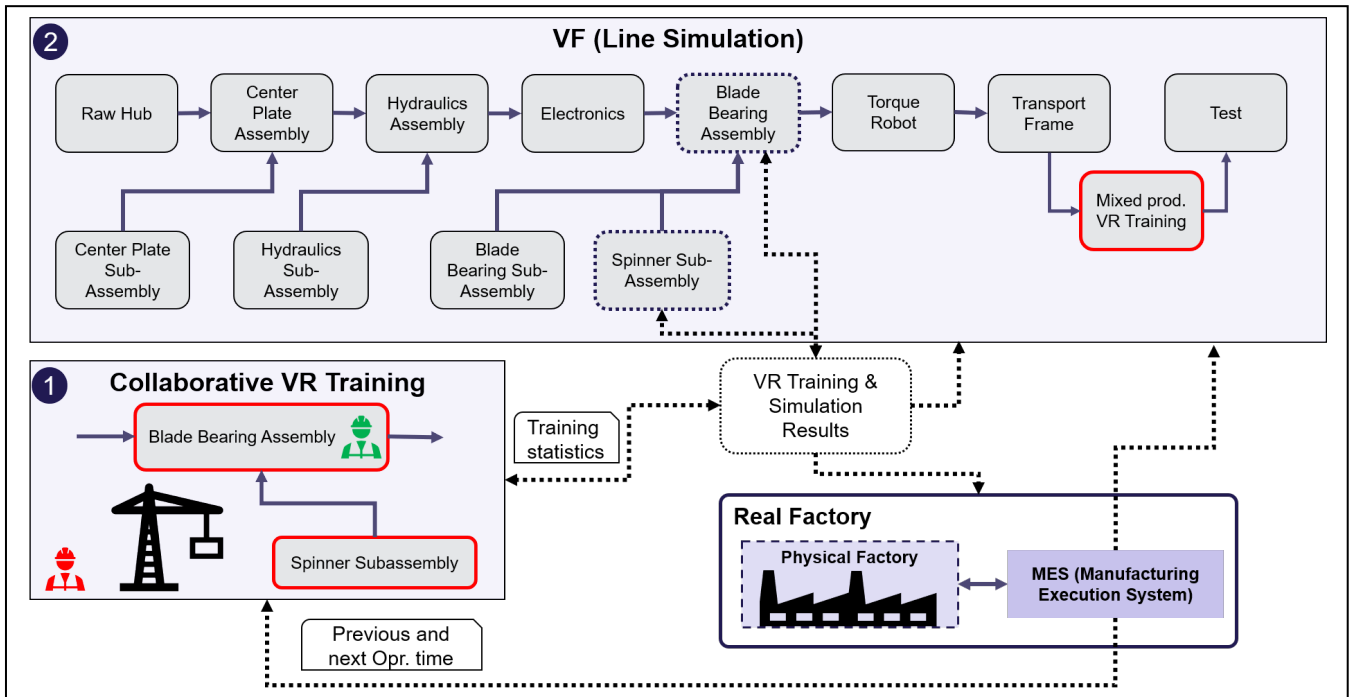 2
VF (Line Simulation)
Raw Hub
Center
Plate
Assembly
Hydraulics
Assembly
Electronics
Blade
Bearing
Assembly
Torque
Robot
Transport
Frame
Test
Mixed prod.
VR Training
Center Plate
Sub-
Assembly
Hydraulics
Sub-
Assembly
Blade
Bearing Sub-
Assembly
Spinner Sub-
Assembly
1
Collaborative VR Training
Blade Bearing Assembly
Spinner Subassembly
Training
statistics
VR Training &
Simulation
Results
Real Factory
Physical Factory
MES (Manufacturing
Execution System)
Previous and
next Opr. time